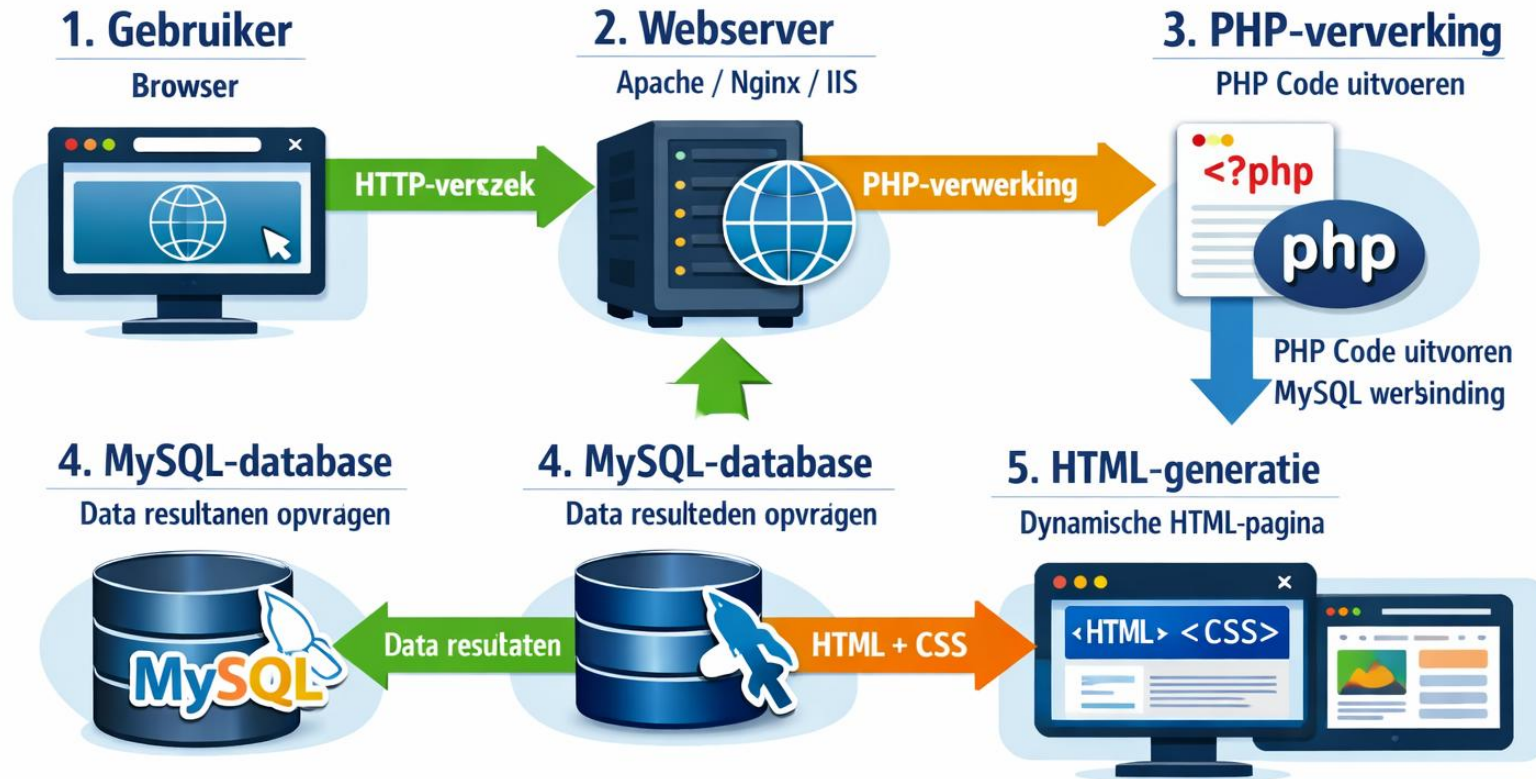 1. Gebruiker
Browser
2. Webserver
Apache / Nginx / IIS
3. PHP-ververking
PHP Code uitvoeren
HTTP-verszek
PHP-verwerking
<?php
php
PHP Code uitvorren
MySQL wersinding
4. MySQL-database
Data resultanen opvragen
4. MySQL-database
Data resulteden opvrágen
5. HTML-generatie
Dynamische HTML-pagina
MySQL
Data resutaten
HTML + CSS
<HTML> <CSS>